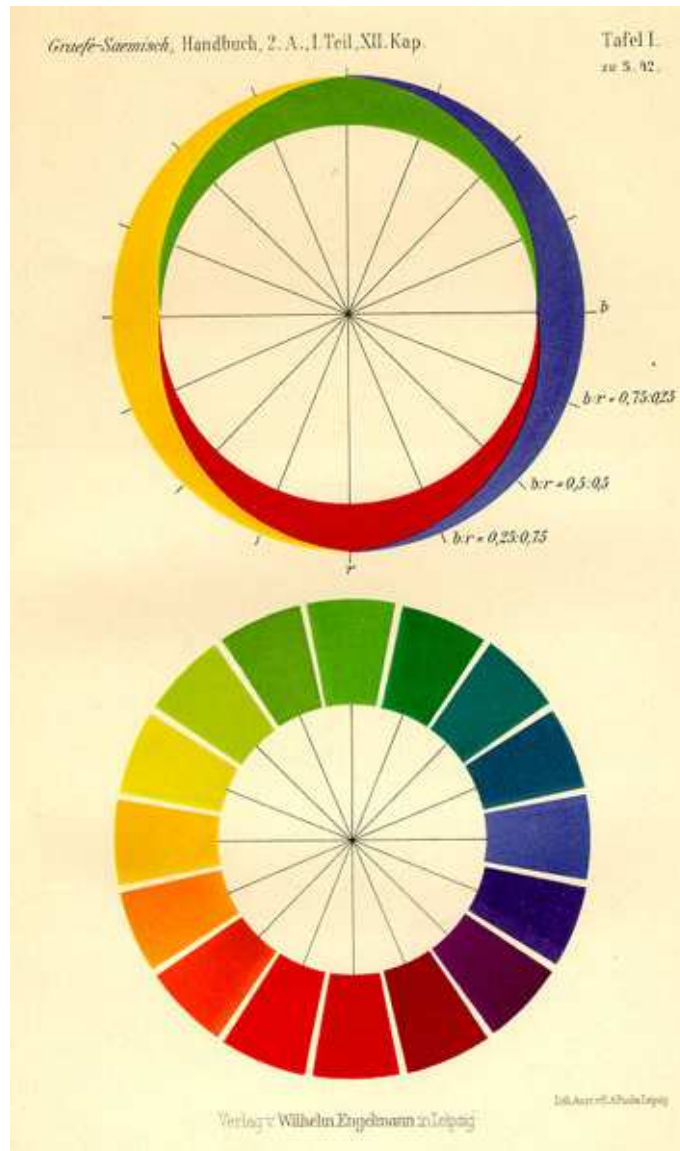 Graefe-Saemisch, Handbuch, 2. A., I. Teil, XII. Kap.
Tafel I.
zu S. 42.
b
b:r = 0,75:0,25
b:r = 0,5:0,5
b:r = 0,25:0,75
r
Verlag v. Wilhelm Engelmann in Leipzig